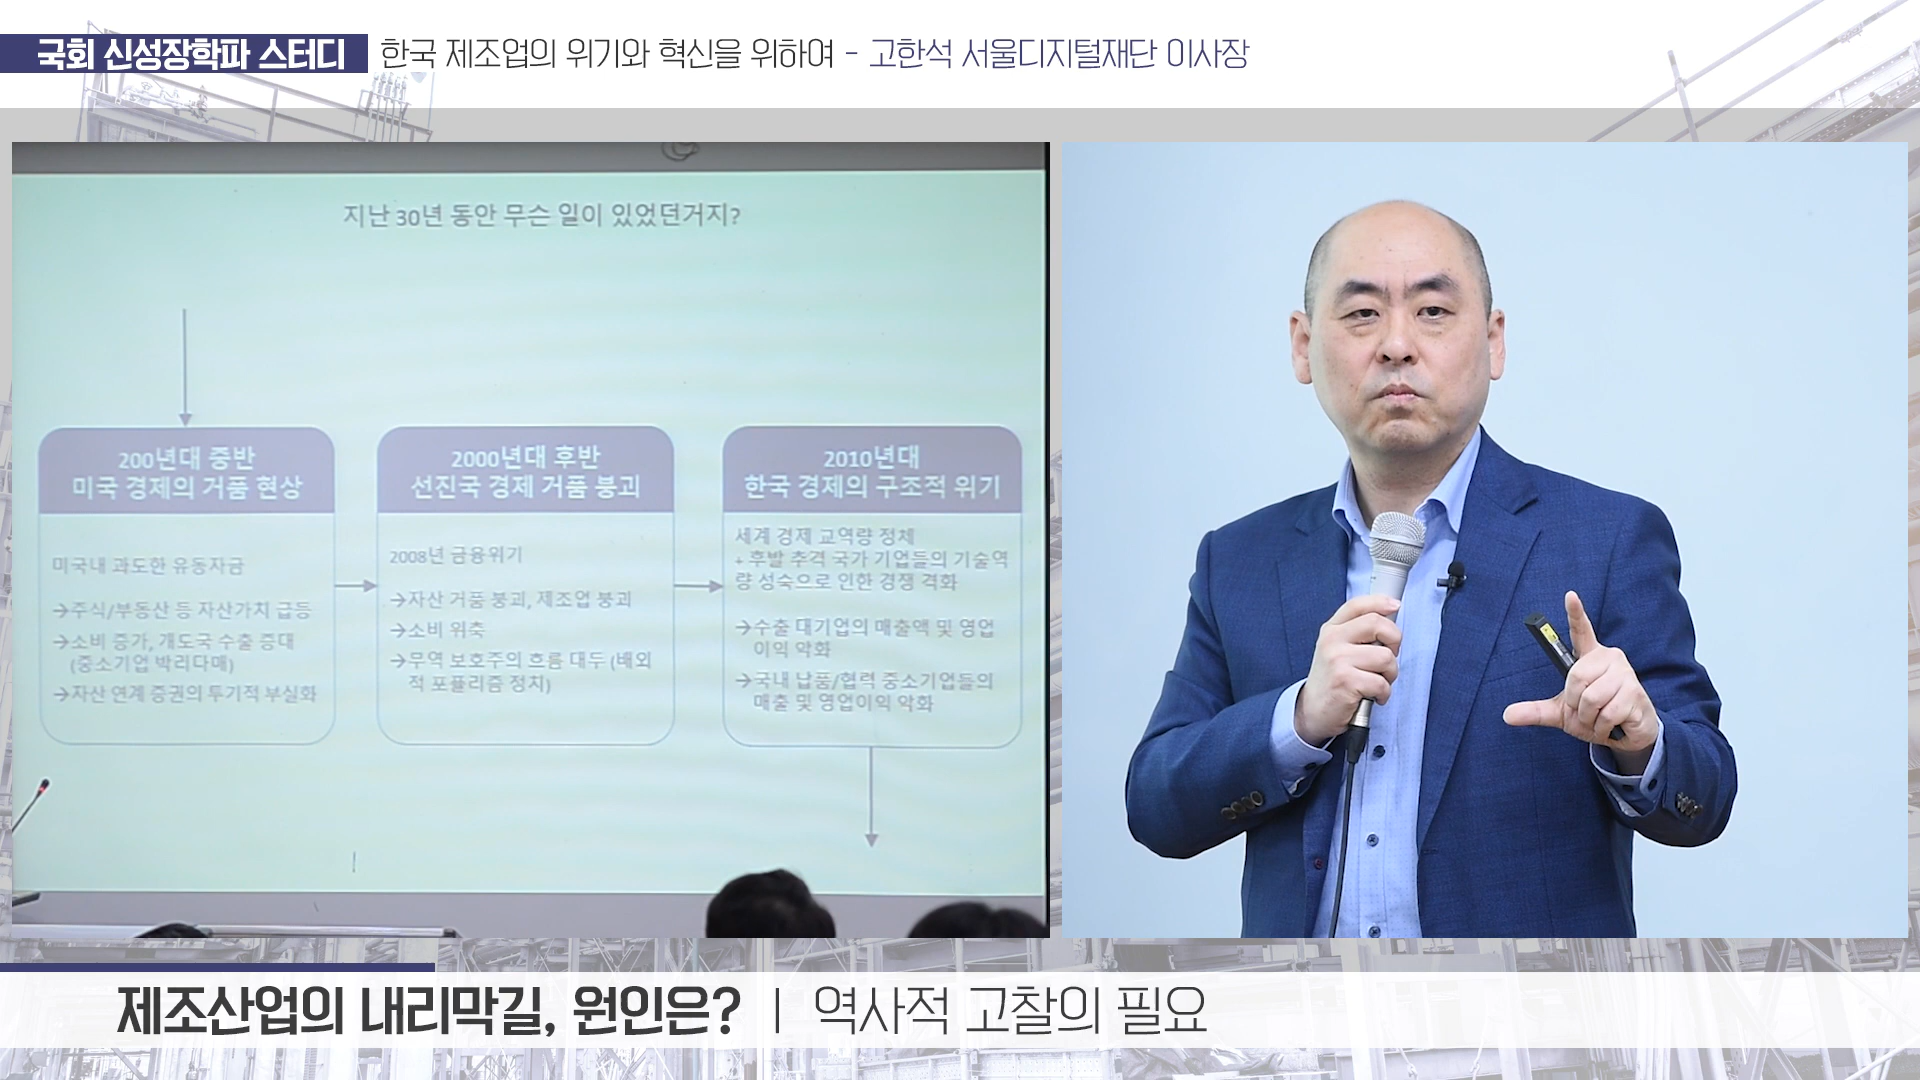 국회 신성장학파 스터디 한국 제조업의 위기와 혁신을 위하여 - 고한석 서울디지털재단 이사장
지난 30년 동안 무슨 일이 있었던거지?
200년대 중반
미국 경제의 거품 현상
미국내 과도한 유동자금
→주식/부동산 등 자산가치 급등
→소비 증가, 개도국 수출 증대
(중소기업 박리다매)
→자산 연계 증권의 투기적 부실화
2000년대 후반
선진국 경제 거품 붕괴
2008년 금융위기
→자산 거품 붕괴, 제조업 붕괴
→소비 위축
→무역 보호주의 흐름 대두 (배외
적 포퓰리즘 정치)
2010년대
한국 경제의 구조적 위기
세계 경제 교역량 정체
+ 후발 추격 국가 기업들의 기술역
량 성숙으로 인한 경쟁 격화
→수출 대기업의 매출액 및 영업
이익 악화
→국내 납품/협력 중소기업들의
매출 및 영업이익 악화
제조산업의 내리막길, 원인은? | 역사적 고찰의 필요